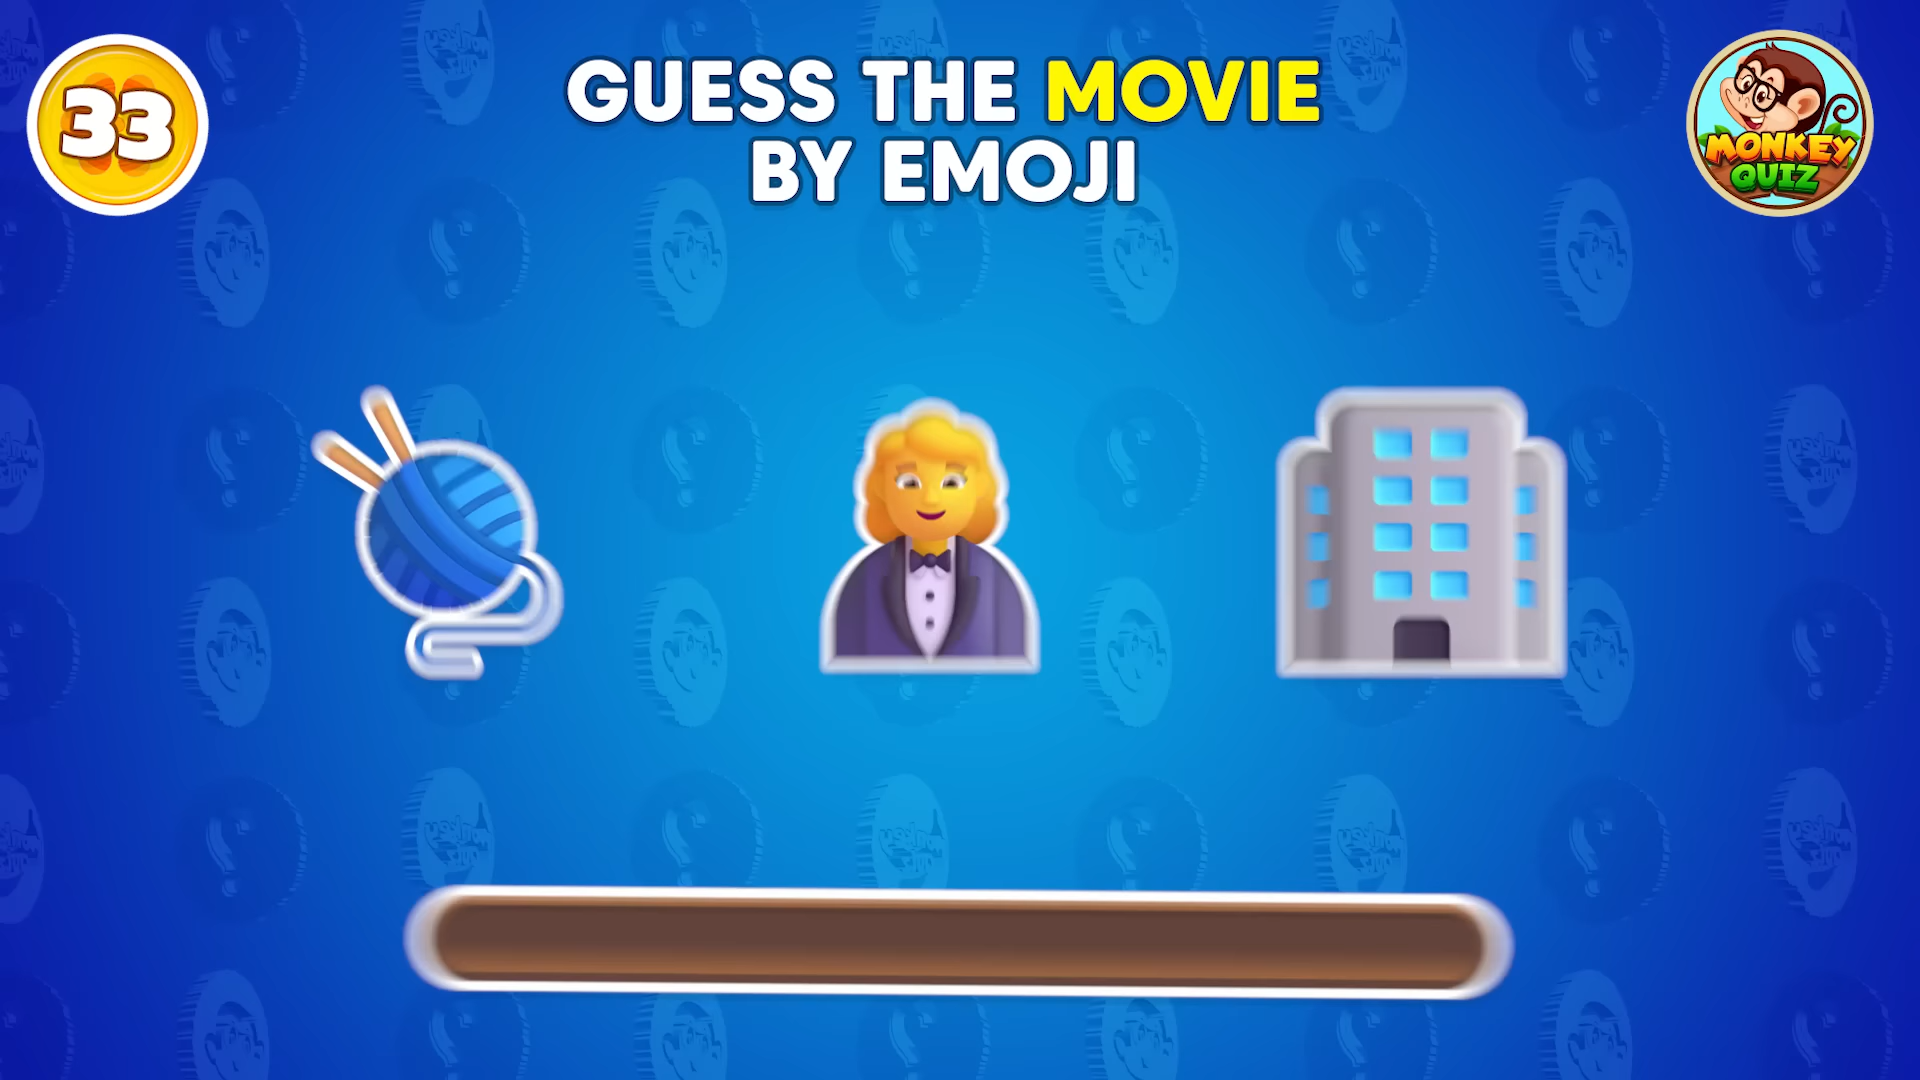 33
GUESS THE MOVIE
BY EMOJI
MONKEY
QUIZ